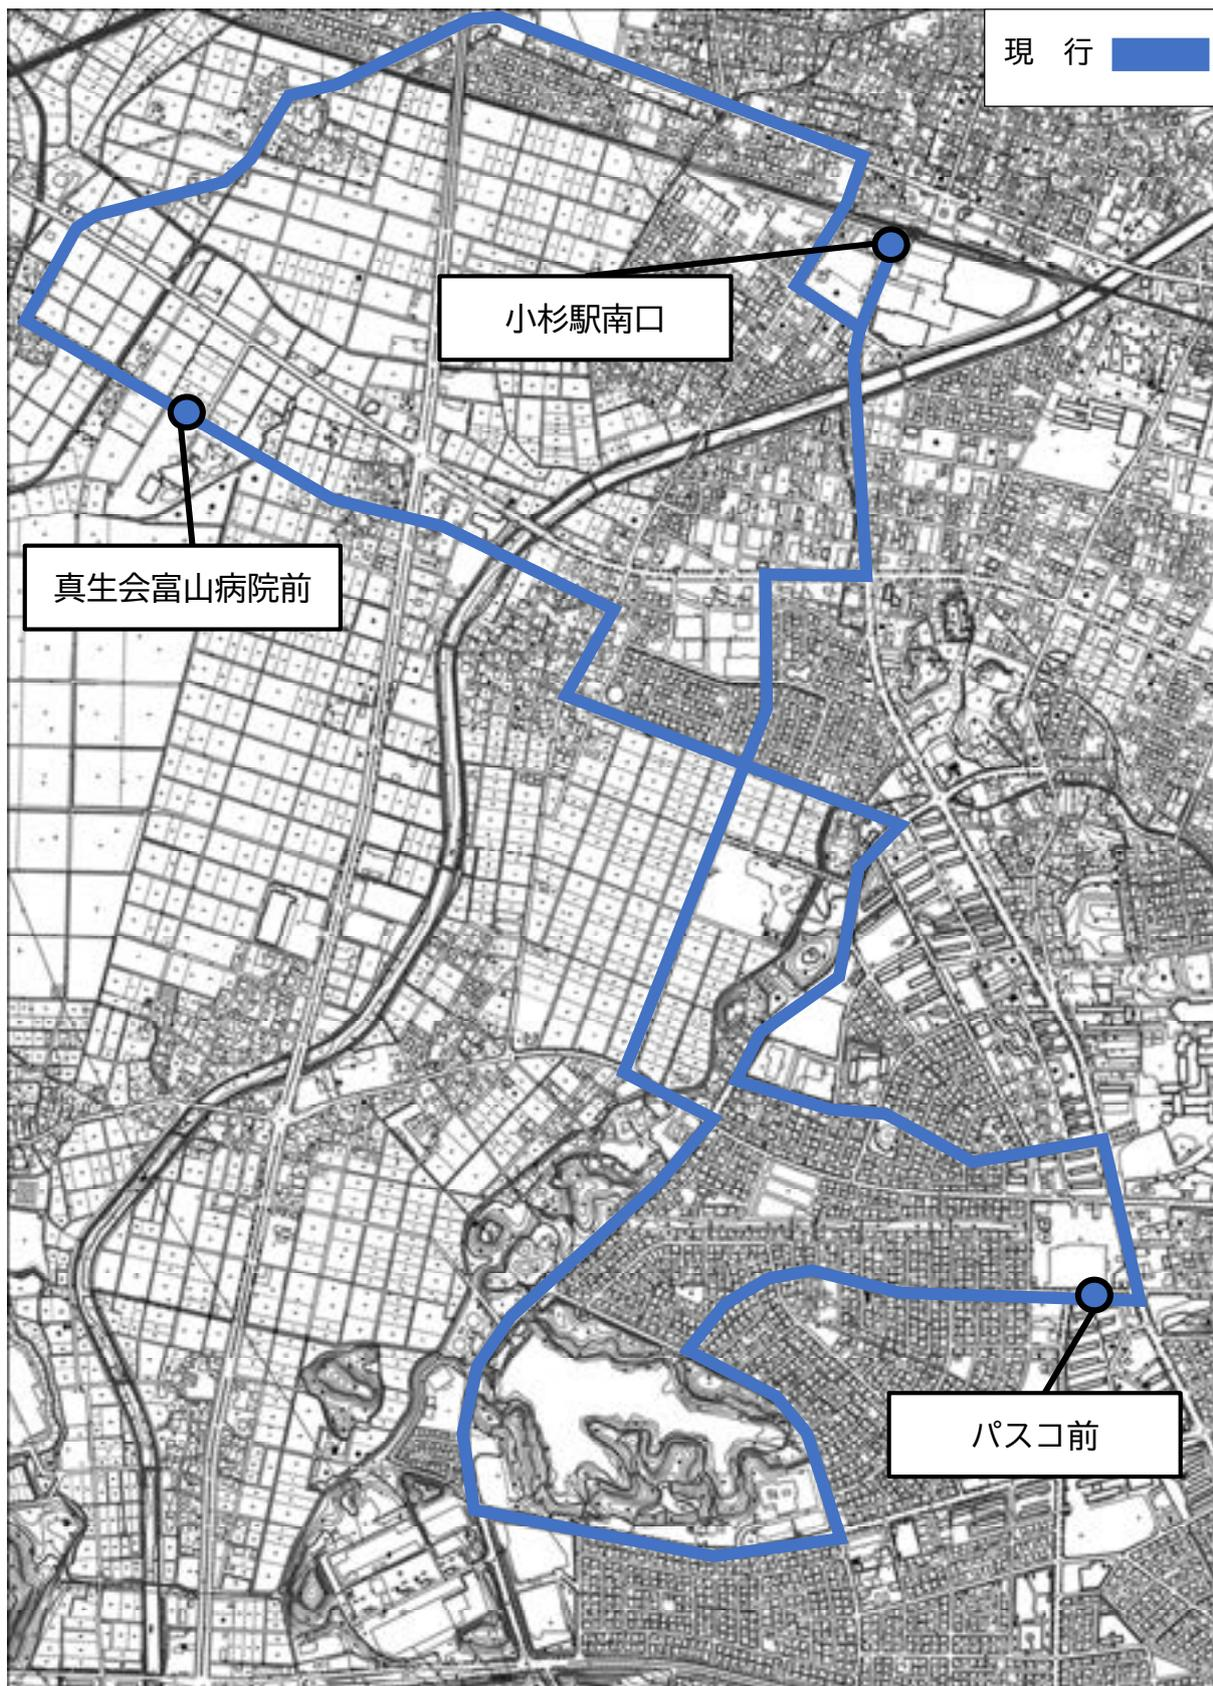 現　行
小杉駅南口
真生会富山病院前
パスコ前